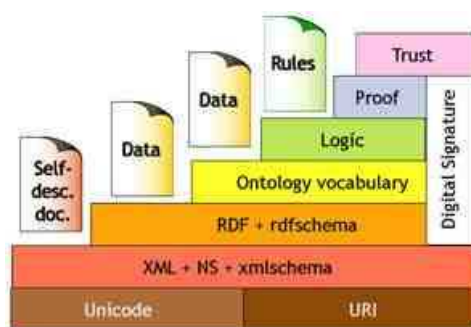 Rules
Trust
Data
Proof
Data
Logic
Self-
desc.
doc.
Ontology vocabulary
Digital Signature
RDF + rdfschema
XML + NS + xmlschema
Unicode
URI